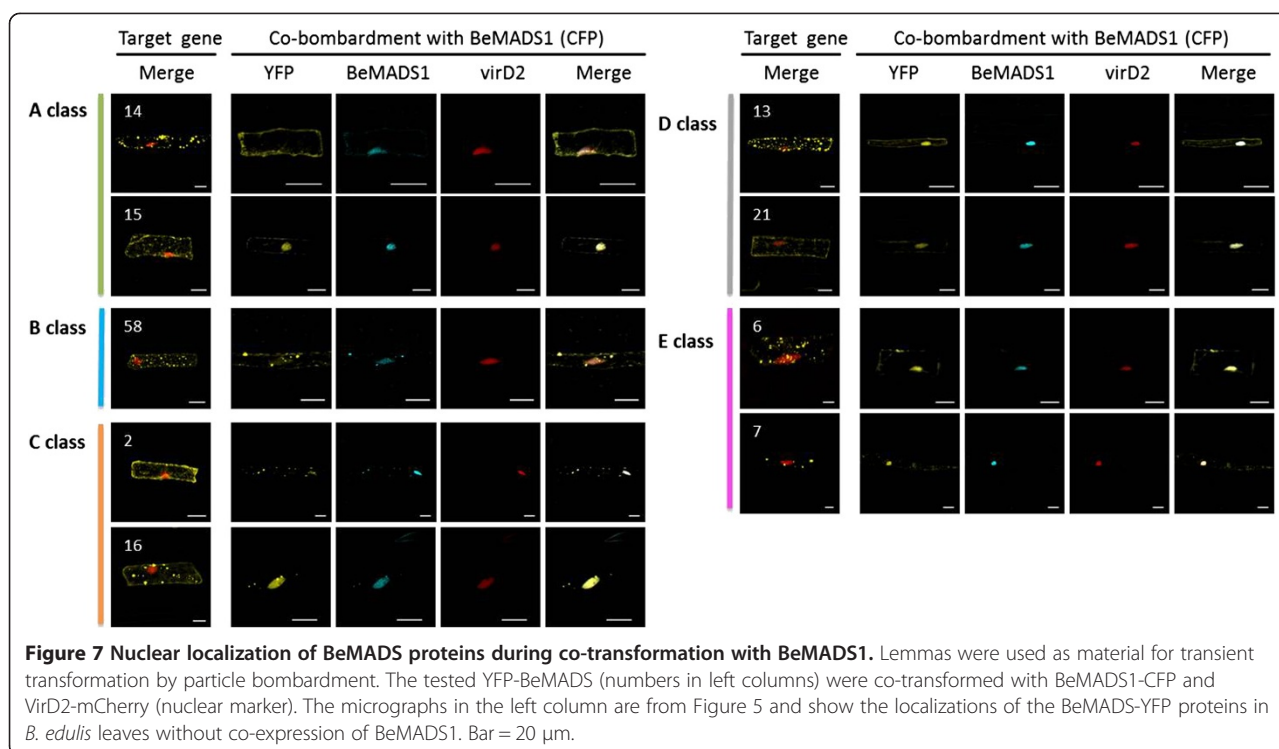 Target gene Co-bombardment with BeMADS1 (CFP)
Merge YFP BeMADS1 virD2 Merge
A class
14
15
B class
58
C class
2
16
Target gene Co-bombardment with BeMADS1 (CFP)
Merge YFP BeMADS1 virD2 Merge
D class
13
21
E class
6
7
Figure 7 Nuclear localization of BeMADS proteins during co-transformation with BeMADS1. Lemmas were used as material for transient
transformation by particle bombardment. The tested YFP-BeMADS (numbers in left columns) were co-transformed with BeMADS1-CFP and
VirD2-mCherry (nuclear marker). The micrographs in the left column are from Figure 5 and show the localizations of the BeMADS-YFP proteins in
B. edulis leaves without co-expression of BeMADS1. Bar = 20 μm.